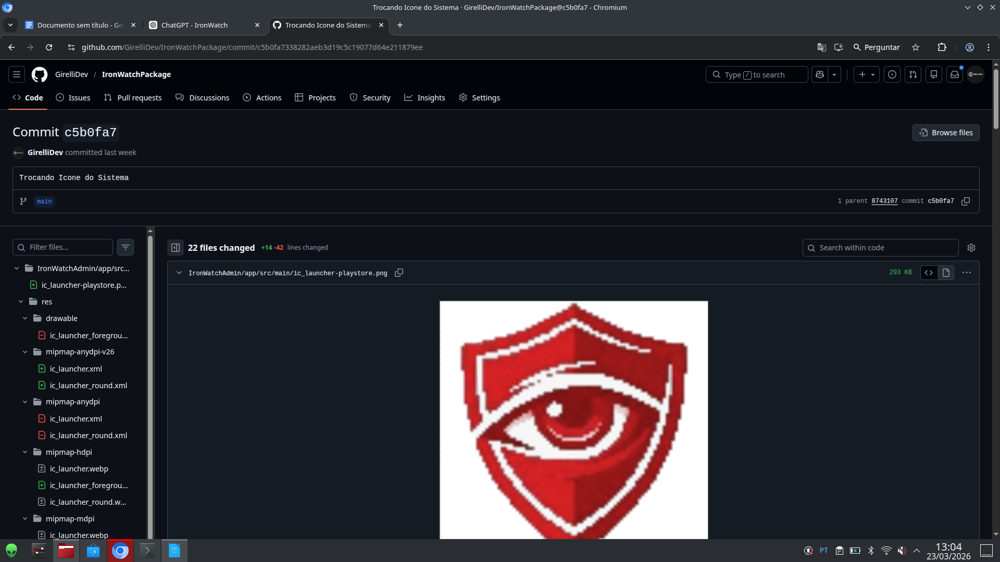 Trocando Icone do Sistema · GirelliDev/IronWatchPackage@c5b0fa7 - Chromium
Documento sem título - Go
ChatGPT - IronWatch
Trocando Icone do Sistema
github.com/GirelliDev/IronWatchPackage/commit/c5b0fa7338282aeb3d19c5c19077d64e211879ee
Perguntar
GirelliDev / IronWatchPackage
Type / to search
Code
Issues
Pull requests
Discussions
Actions
Projects
Security
Insights
Settings
Commit c5b0fa7
Browse files
GirelliDev committed last week
Trocando Icone do Sistema
main
1 parent 8743107 commit c5b0fa7
Filter files...
22 files changed +14 -42 lines changed
Search within code
IronWatchAdmin/app/src...
ic_launcher-playstore.p...
res
drawable
ic_launcher_foregrou...
mipmap-anydpi-v26
ic_launcher.xml
ic_launcher_round.xml
mipmap-anydpi
ic_launcher.xml
ic_launcher_round.xml
mipmap-hdpi
ic_launcher.webp
ic_launcher_foregrou...
ic_launcher_round.w...
mipmap-mdpi
ic_launcher.webp
IronWatchAdmin/app/src/main/ic_launcher-playstore.png
293 KB
PT
13:04
23/03/2026